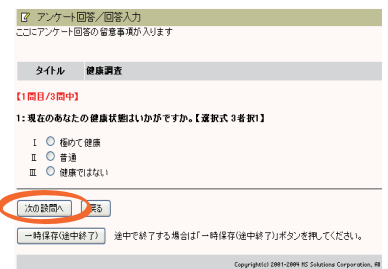 アンケート回答/回答入力
ここにアンケート回答の留意事項が入ります
タイトル 健康調査
【1問目/3問中】
1:現在のあなたの健康状態はいかがですか。【選択式 3者択1】
Ⅰ 極めて健康
Ⅱ 普通
Ⅲ 健康ではない
次の設問へ 戻る
一時保存(途中終了) 途中で終了する場合は「一時保存(途中終了)」ボタンを押してください。
Copyright(c) 2001-2009 NS Solutions Corporation, All